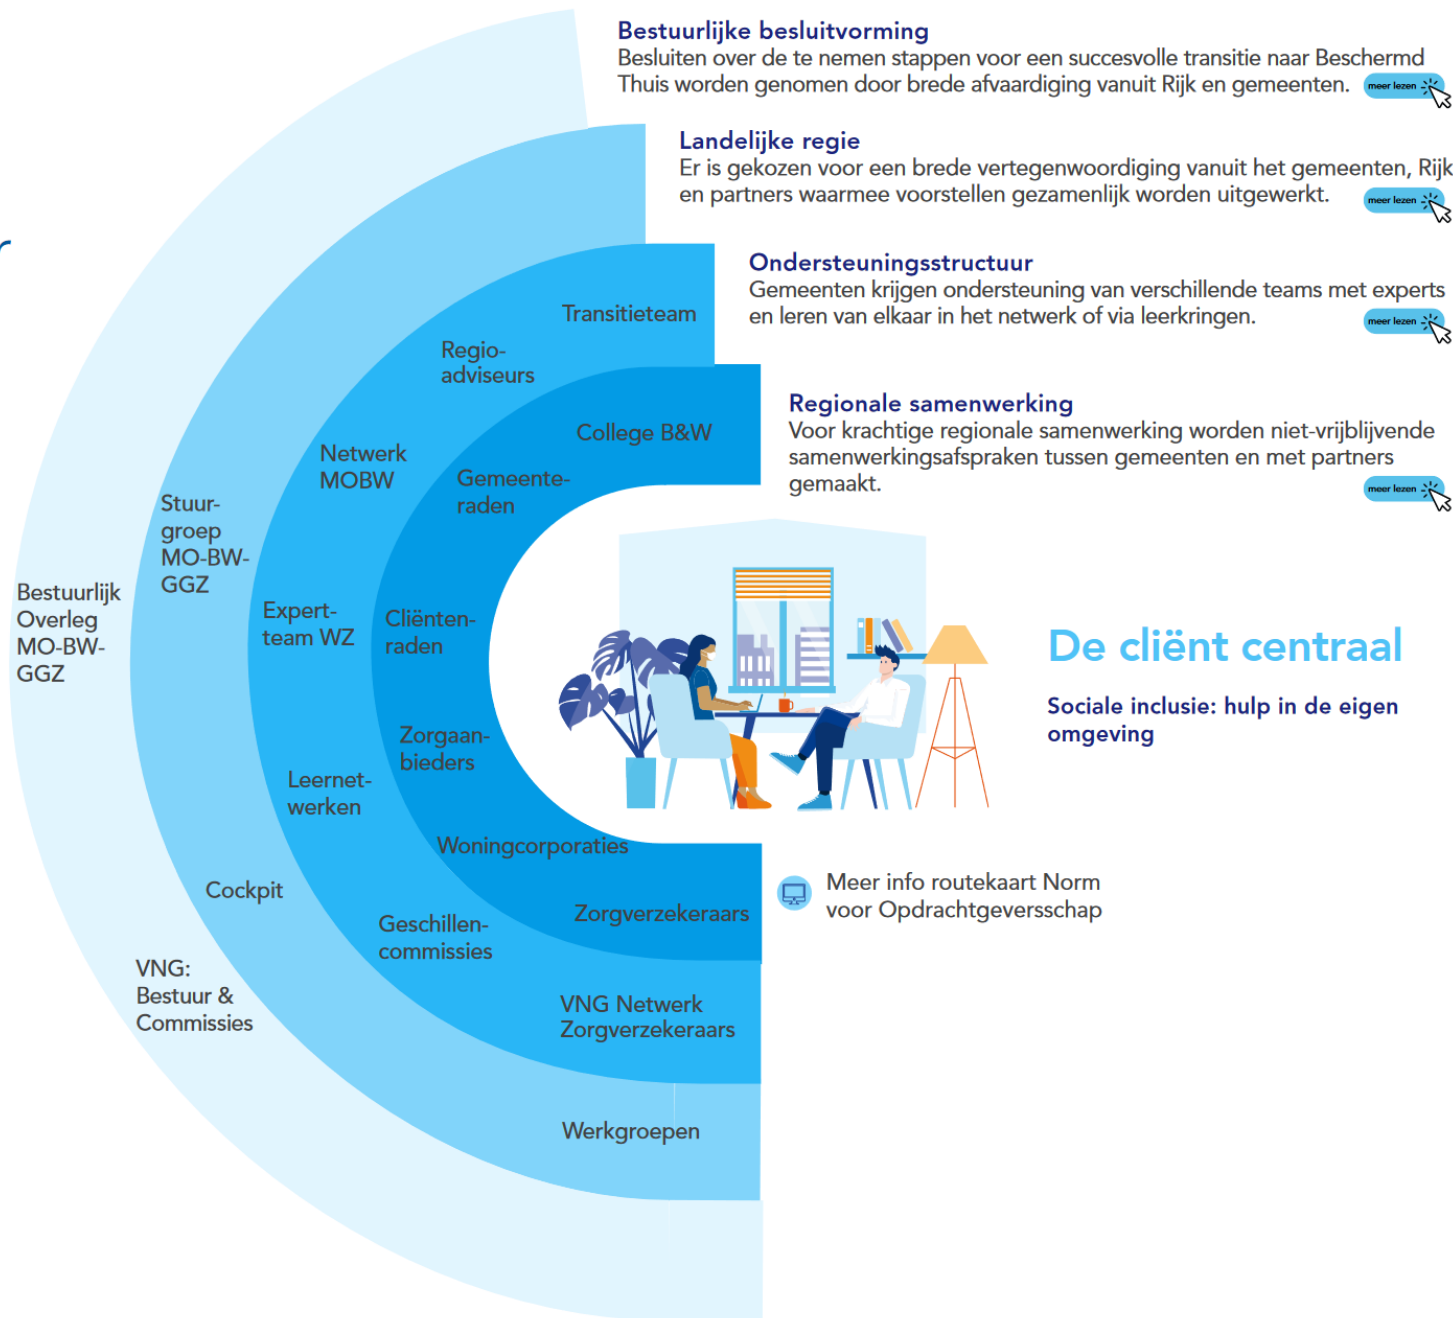 Bestuurlijke besluitvorming
Besluiten over de te nemen stappen voor een succesvolle transitie naar Beschermd
Thuis worden genomen door brede afvaardiging vanuit Rijk en gemeenten.
meer lezen
Landelijke regie
Er is gekozen voor een brede vertegenwoordiging vanuit het gemeenten, Rijk
en partners waarmee voorstellen gezamenlijk worden uitgewerkt.
meer lezen
Ondersteuningsstructuur
Gemeenten krijgen ondersteuning van verschillende teams met experts
en leren van elkaar in het netwerk of via leerkringen.
meer lezen
Regionale samenwerking
Voor krachtige regionale samenwerking worden niet-vrijblijvende
samenwerkingsafspraken tussen gemeenten en met partners
gemaakt.
meer lezen
Bestuurlijk
Overleg
MO-BW-
GGZ
VNG:
Bestuur &
Commissies
Stuur-
groep
MO-BW-
GGZ
Cockpit
Werkgroepen
Transitieteam
Regio-
adviseurs
Netwerk
MOBW
Expert-
team WZ
Leernet-
werken
Geschillen-
commissies
VNG Netwerk
Zorgverzekeraars
College B&W
Gemeente-
raden
Cliënten-
raden
Zorgaan-
bieders
Woningcorporaties
Zorgverzekeraars
De cliënt centraal
Sociale inclusie: hulp in de eigen
omgeving
Meer info routekaart Norm
voor Opdrachtgeversschap